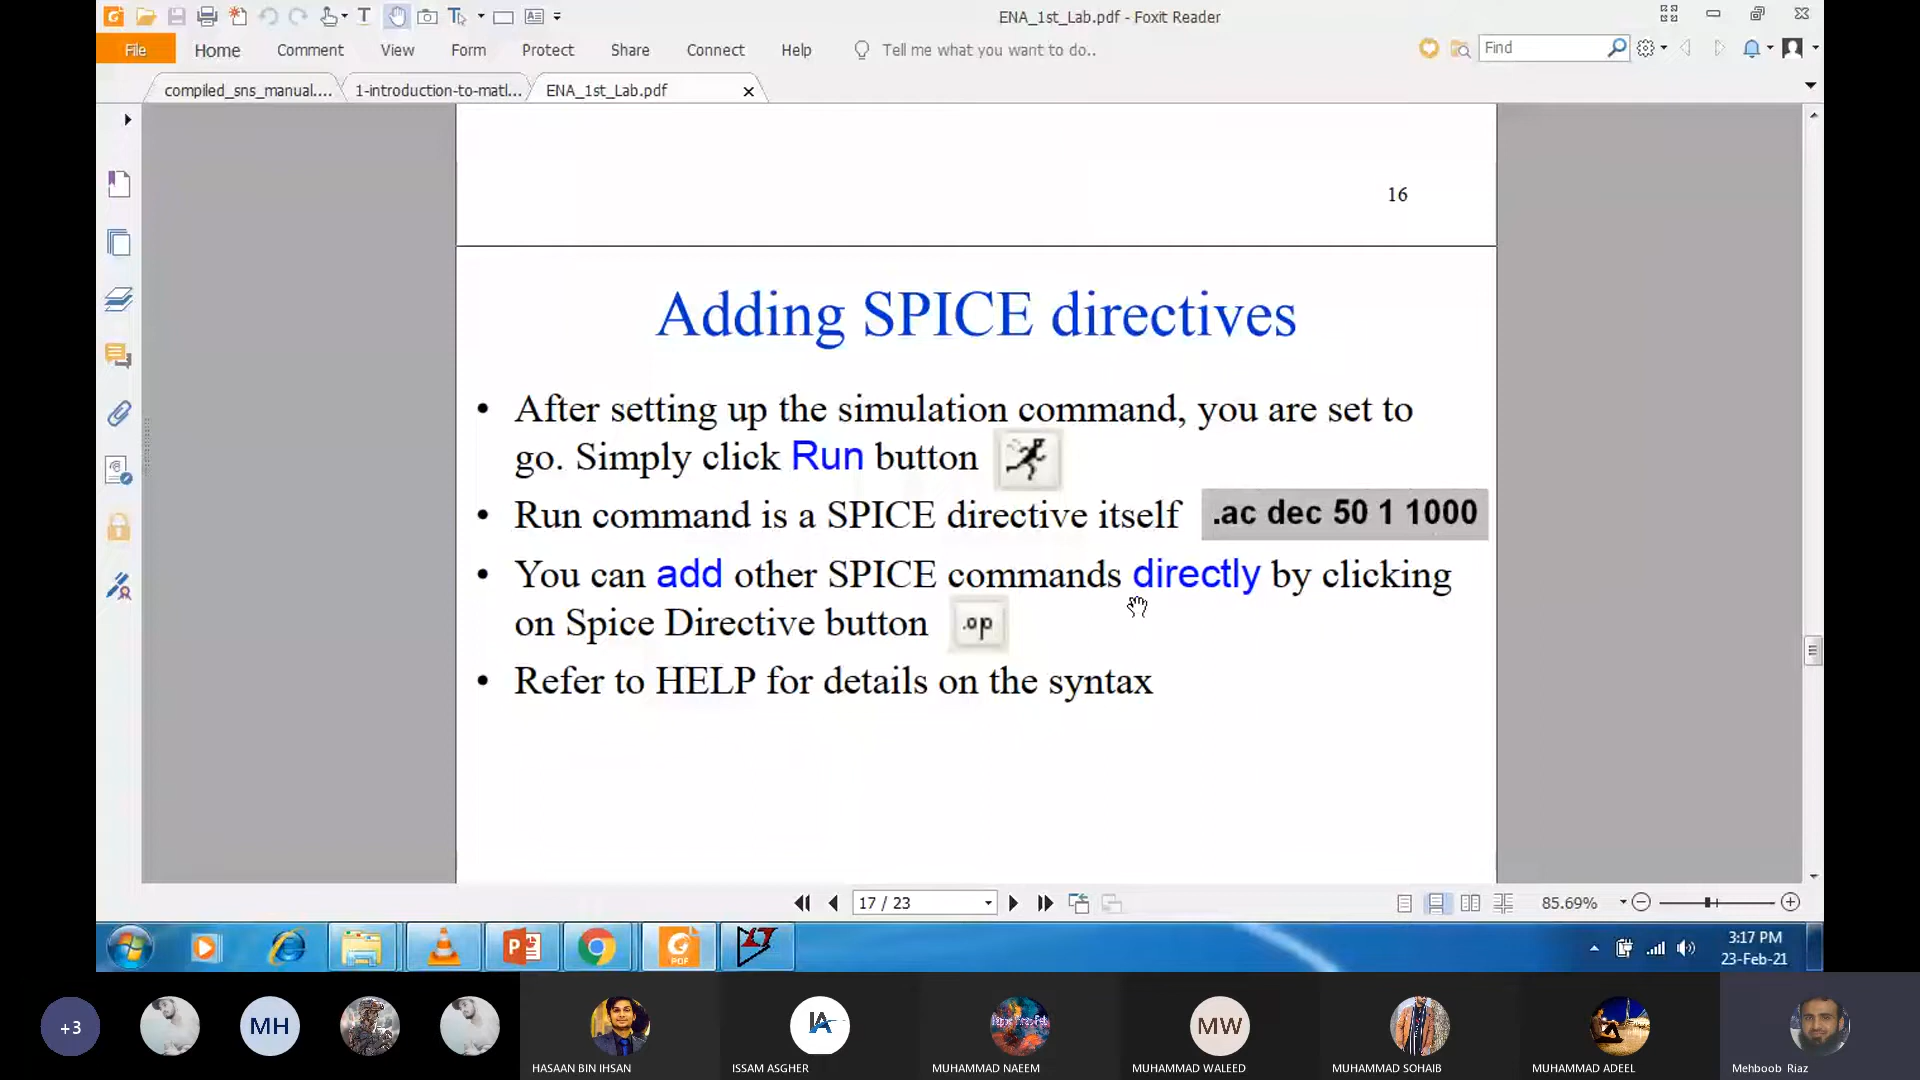 ENA_1st_Lab.pdf - Foxit Reader
File Home Comment View Form Protect Share Connect Help Tell me what you want to do.. Find
compiled_sns_manual.... 1-introduction-to-matl... ENA_1st_Lab.pdf
16
Adding SPICE directives
• After setting up the simulation command, you are set to
go. Simply click Run button
• Run command is a SPICE directive itself .ac dec 50 1 1000
• You can add other SPICE commands directly by clicking
on Spice Directive button .op
• Refer to HELP for details on the syntax
17 / 23 85.69%
3:17 PM
23-Feb-21
+3 MH IA MW
HASAAN BIN IHSAN ISSAM ASGHER MUHAMMAD NAEEM MUHAMMAD WALEED MUHAMMAD SOHAIB MUHAMMAD ADEEL Mehboob Riaz